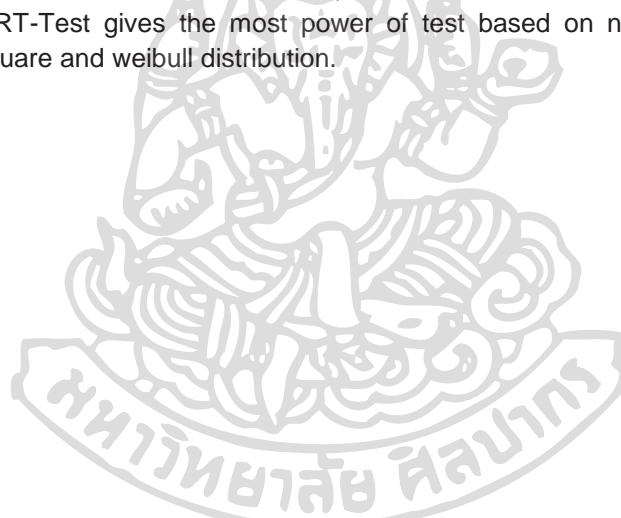 RT-Test gives the most power of test based on n
uare and weibull distribution.
มหาวิทยาลัย ศิลปากร